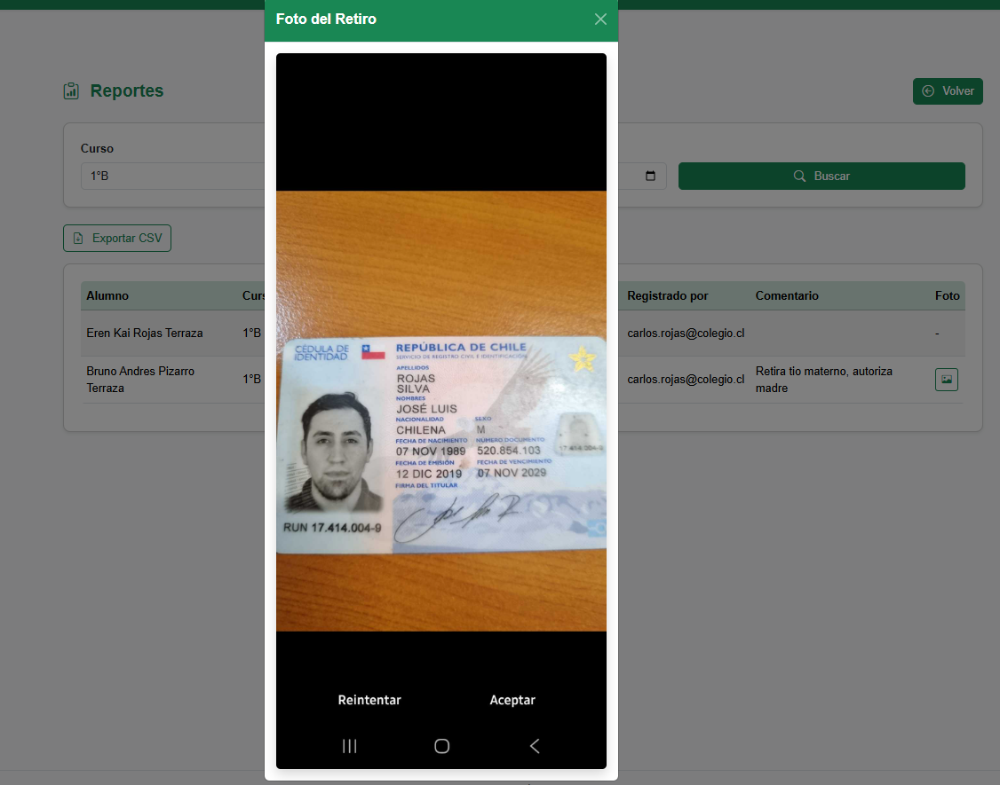 Foto del Retiro
Reportes
Volver
Curso
1°B
Buscar
Exportar CSV
Alumno
Registrado por
Comentario
Foto
Eren Kai Rojas Terraza
1°B
carlos.rojas@colegio.cl
-
Bruno Andres Pizarro
Terraza
1°B
carlos.rojas@colegio.cl
Retira tio materno, autoriza
madre
CÉDULA DE
IDENTIDAD
REPÚBLICA DE CHILE
SERVICIO DE REGISTRO CIVIL E IDENTIFICACIÓN
APELLIDOS
ROJAS
SILVA
NOMBRES
JOSÉ LUIS
NACIONALIDAD
SEXO
CHILENA
M
FECHA DE NACIMIENTO
NÚMERO DOCUMENTO
07 NOV 1989
520.854.103
FECHA DE EMISIÓN
FECHA DE VENCIMIENTO
12 DIC 2019
07 NOV 2029
FIRMA DEL TITULAR
RUN 17.414.004-9
17.414.004-9
Reintentar
Aceptar